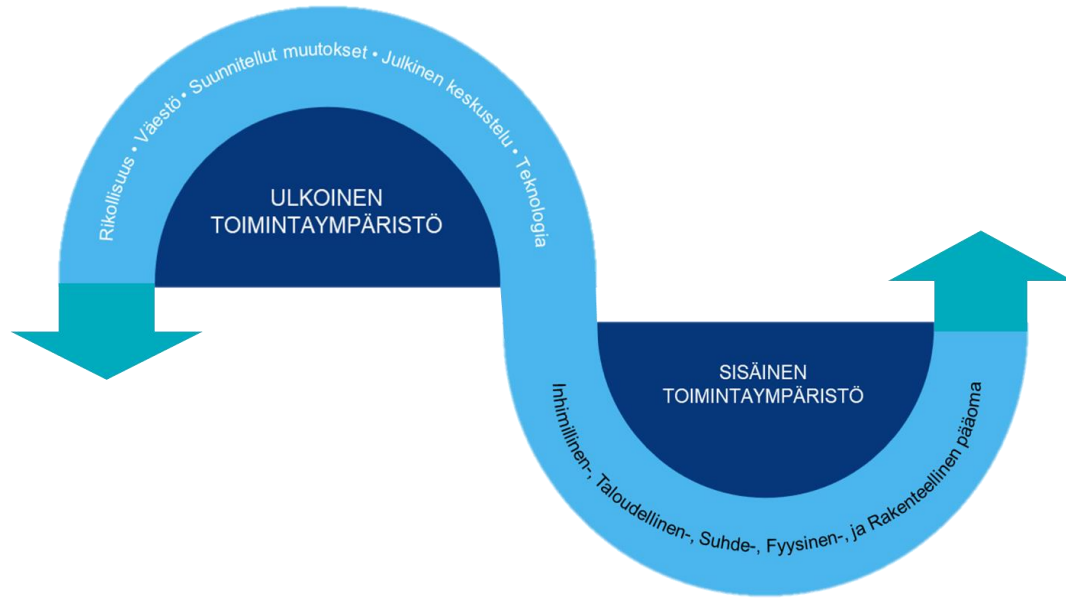 Rikollisuus • Väestö • Suunnitellut muutokset • Julkinen keskustelu • Teknologia
ULKOINEN
TOIMINTAYMPÄRISTÖ
SISÄINEN
TOIMINTAYMPÄRISTÖ
Inhimillinen-, Taloudellinen-, Suhde-, Fyysinen-, ja Rakenteellinen pääoma